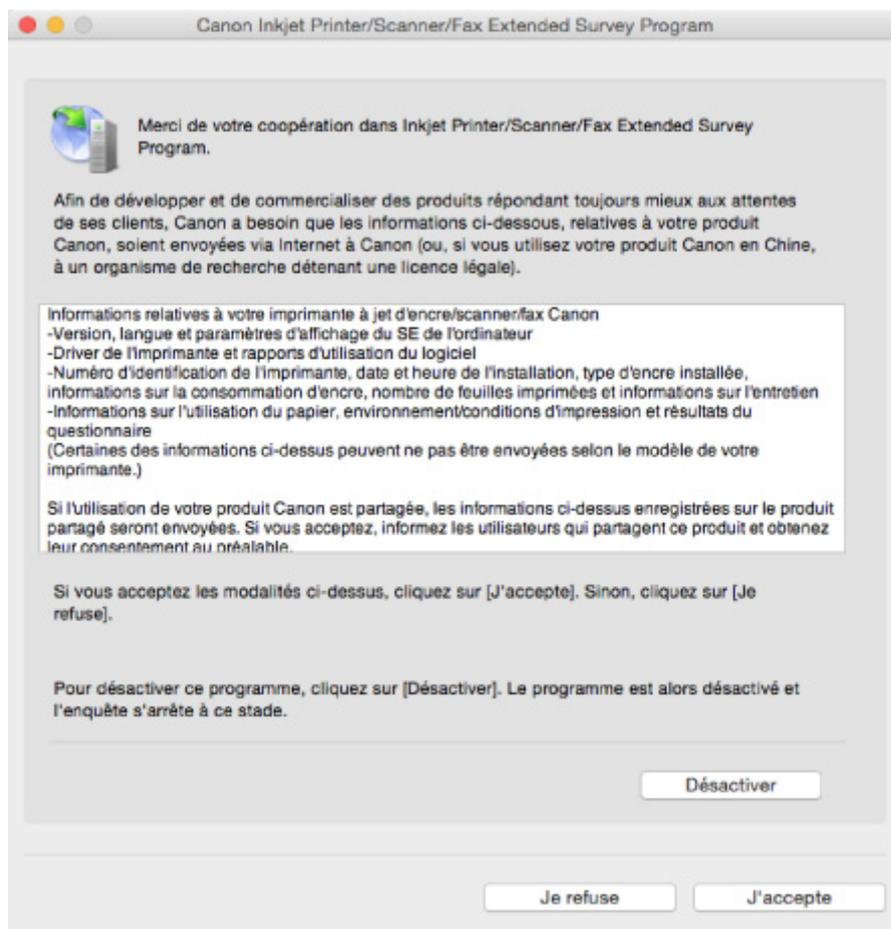 Canon Inkjet Printer/Scanner/Fax Extended Survey Program
Merci de votre coopération dans Inkjet Printer/Scanner/Fax Extended Survey
Program.
Afin de développer et de commercialiser des produits répondant toujours mieux aux attentes
de ses clients, Canon a besoin que les informations ci-dessous, relatives à votre produit
Canon, soient envoyées via Internet à Canon (ou, si vous utilisez votre produit Canon en Chine,
à un organisme de recherche détenant une licence légale).
Informations relatives à votre imprimante à jet d'encre/scanner/fax Canon
-Version, langue et paramètres d'affichage du SE de l'ordinateur
-Driver de l'imprimante et rapports d'utilisation du logiciel
-Numéro d'identification de l'imprimante, date et heure de l'installation, type d'encre installée,
informations sur la consommation d'encre, nombre de feuilles imprimées et informations sur l'entretien
-Informations sur l'utilisation du papier, environnement/conditions d'impression et résultats du
questionnaire
(Certaines des informations ci-dessus peuvent ne pas être envoyées selon le modèle de votre
imprimante.)
Si l'utilisation de votre produit Canon est partagée, les informations ci-dessus enregistrées sur le produit
partagé seront envoyées. Si vous acceptez, informez les utilisateurs qui partagent ce produit et obtenez
leur consentement au préalable.
Si vous acceptez les modalités ci-dessus, cliquez sur [J'accepte]. Sinon, cliquez sur [Je
refuse].
Pour désactiver ce programme, cliquez sur [Désactiver]. Le programme est alors désactivé et
l'enquête s'arrête à ce stade.
Désactiver
Je refuse
J'accepte